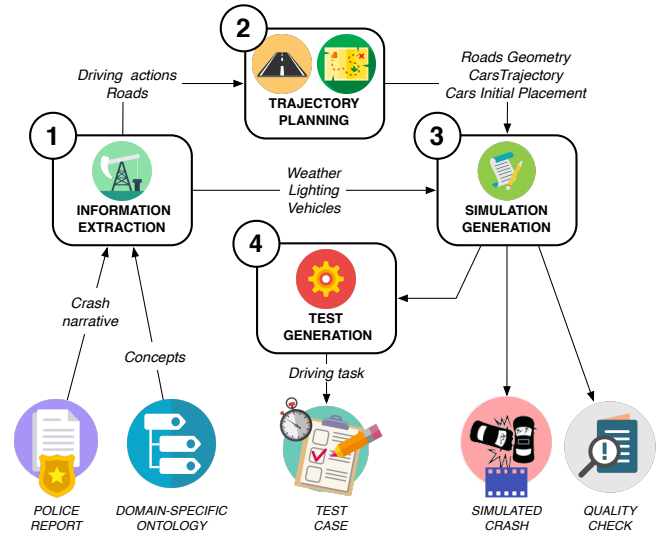 2
Driving actions
Roads
TRAJECTORY
PLANNING
Roads Geometry
CarsTrajectory
Cars Initial Placement
1
INFORMATION
EXTRACTION
Weather
Lighting
Vehicles
3
SIMULATION
GENERATION
4
TEST
GENERATION
Crash
narrative
Concepts
Driving task
POLICE
REPORT
DOMAIN-SPECIFIC
ONTOLOGY
TEST
CASE
SIMULATED
CRASH
QUALITY
CHECK